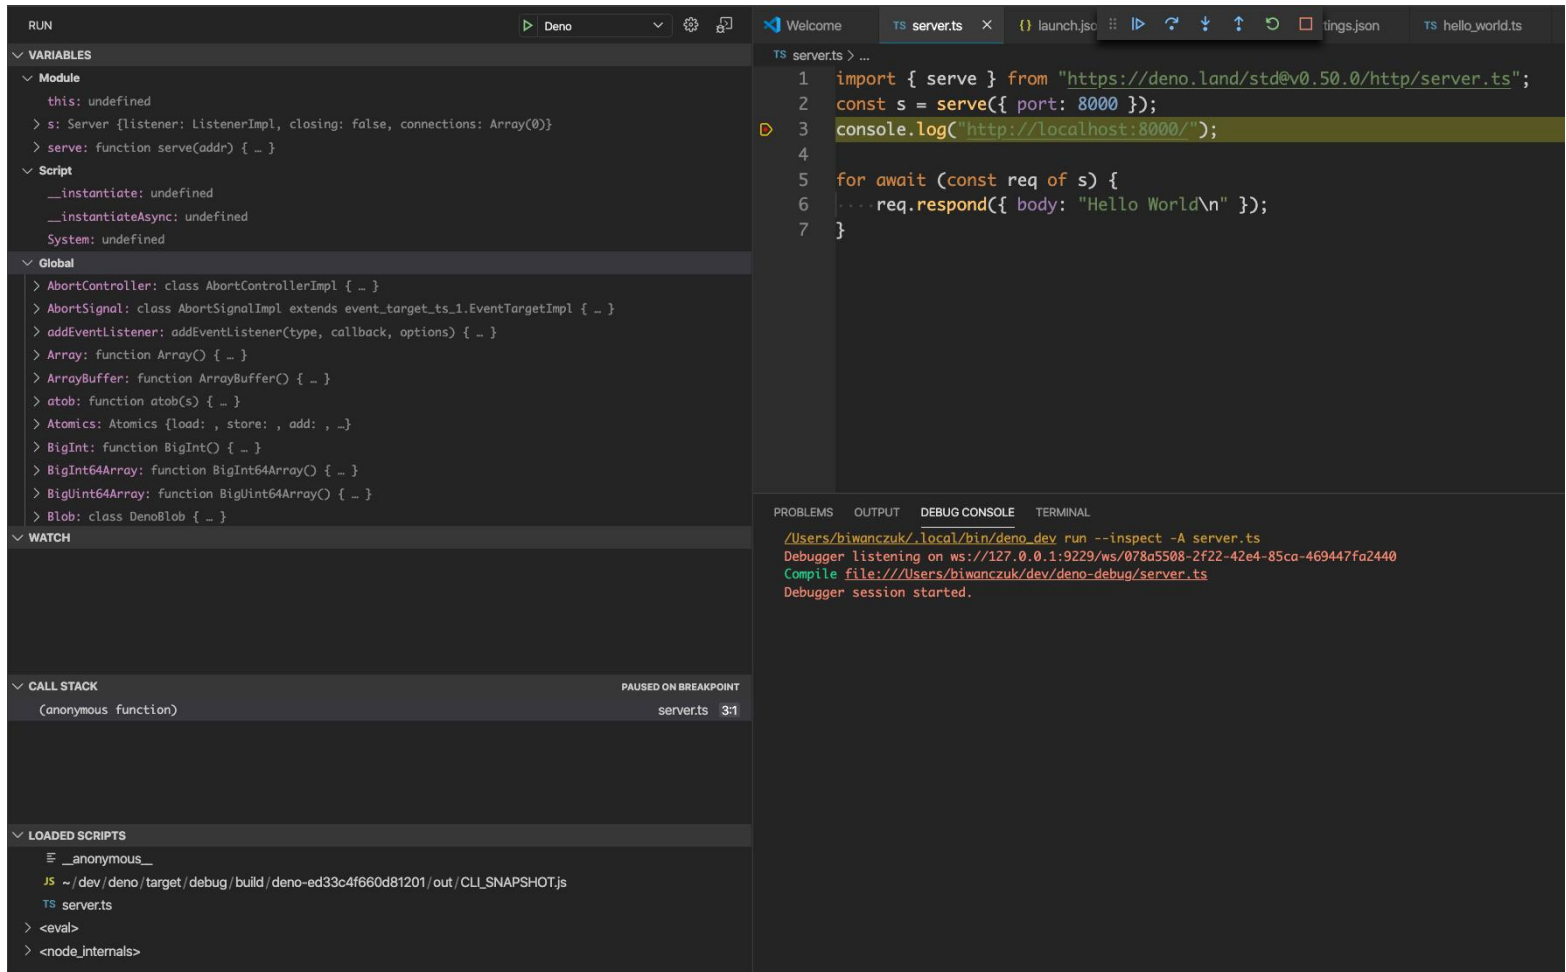 RUN
Deno
VARIABLES
Module
this: undefined
s: Server {listener: ListenerImpl, closing: false, connections: Array(0)}
serve: function serve(addr) { … }
Script
__instantiate: undefined
__instantiateAsync: undefined
System: undefined
Global
AbortController: class AbortControllerImpl { … }
AbortSignal: class AbortSignalImpl extends event_target_ts_1.EventTargetImpl { … }
addEventListener: addEventListener(type, callback, options) { … }
Array: function Array() { … }
ArrayBuffer: function ArrayBuffer() { … }
atob: function atob(s) { … }
Atomics: Atomics {load: , store: , add: , …}
BigInt: function BigInt() { … }
BigInt64Array: function BigInt64Array() { … }
BigUint64Array: function BigUint64Array() { … }
Blob: class DenoBlob { … }
WATCH
CALL STACK PAUSED ON BREAKPOINT
(anonymous function) server.ts 3:1
LOADED SCRIPTS
__anonymous__
JS ~/dev/deno/target/debug/build/deno-ed33c4f660d81201/out/CLI_SNAPSHOT.js
TS server.ts
<eval>
<node_internals>
Welcome TS server.ts {} launch.jso tings.json TS hello_world.ts
TS server.ts > ...
1 import { serve } from "https://deno.land/std@v0.50.0/http/server.ts";
2 const s = serve({ port: 8000 });
3 console.log("http://localhost:8000/");
4
5 for await (const req of s) {
6 ····req.respond({ body: "Hello World\n" });
7 }
PROBLEMS OUTPUT DEBUG CONSOLE TERMINAL
/Users/biwanczuk/.local/bin/deno_dev run --inspect -A server.ts
Debugger listening on ws://127.0.0.1:9229/ws/078a5508-2f22-42e4-85ca-469447fa2440
Compile file:///Users/biwanczuk/dev/deno-debug/server.ts
Debugger session started.